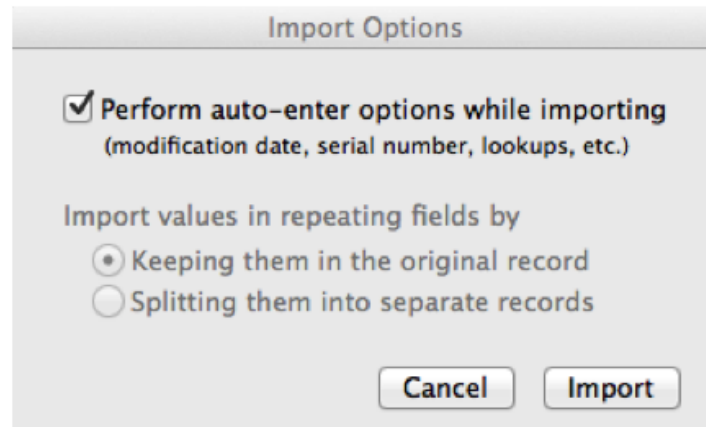 Import Options
Perform auto-enter options while importing
(modification date, serial number, lookups, etc.)
Import values in repeating fields by
Keeping them in the original record
Splitting them into separate records
Cancel Import